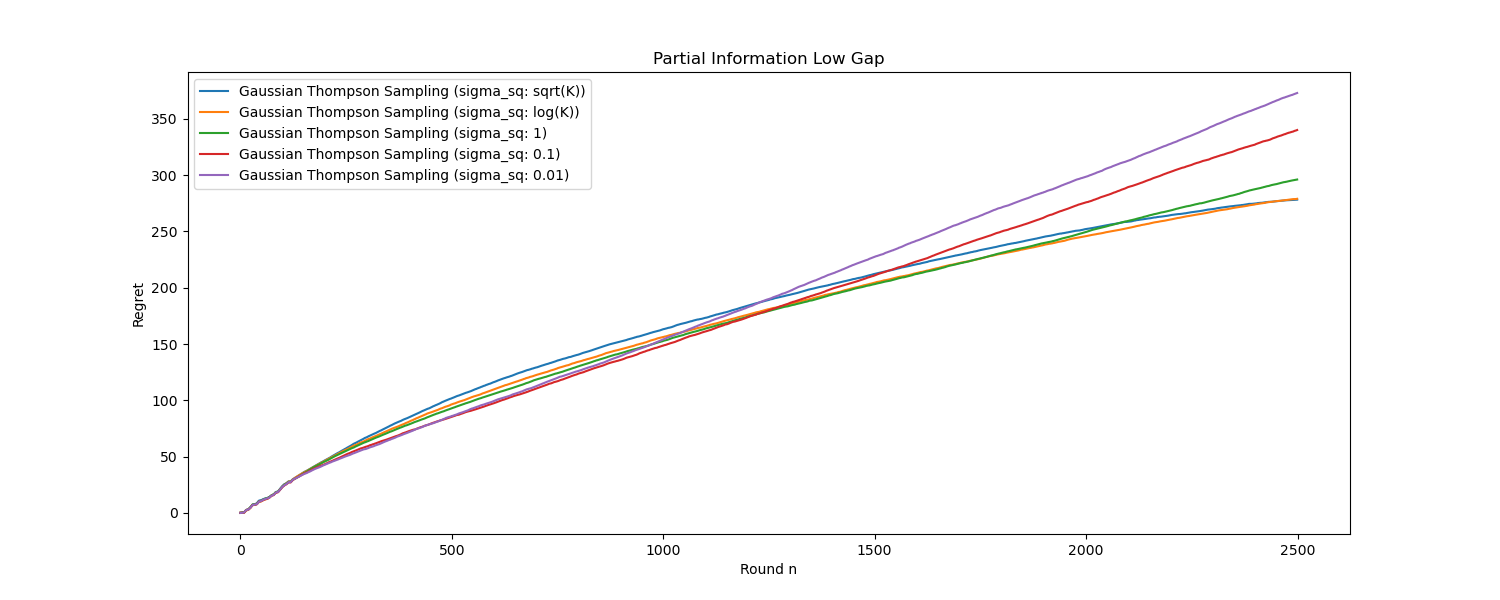 Partial Information Low Gap
Gaussian Thompson Sampling (sigma_sq: sqrt(K))
Gaussian Thompson Sampling (sigma_sq: log(K))
Gaussian Thompson Sampling (sigma_sq: 1)
Gaussian Thompson Sampling (sigma_sq: 0.1)
Gaussian Thompson Sampling (sigma_sq: 0.01)
Regret
350
300
250
200
150
100
50
0
0 500 1000 1500 2000 2500
Round n